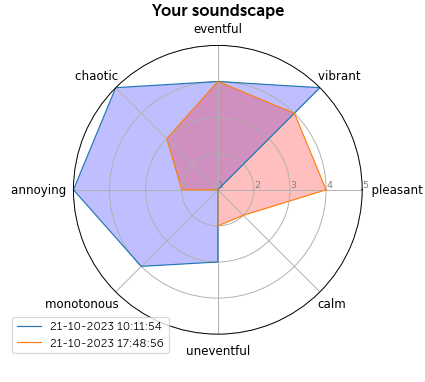 Your soundscape
eventful
chaotic
vibrant
annoying
1
2
3
4
5
pleasant
monotonous
calm
21-10-2023 10:11:54
21-10-2023 17:48:56
uneventful